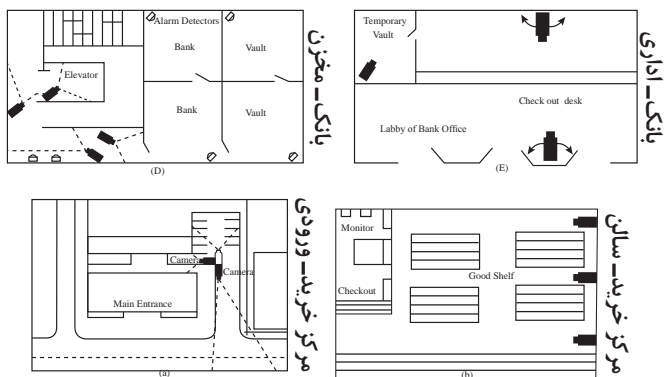 Alarm Detectors
Bank
Vault
Elevator
Bank
Vault
(D)
بانک ـ مخزن
Temporary
Vault
Check out desk
Labby of Bank Office
(E)
بانک ـ اداری
Camera
Camera
Main Entrance
(a)
مرکز خرید ـ ورودی
Monitor
Good Shelf
Checkout
(b)
مرکز خرید ـ سالن